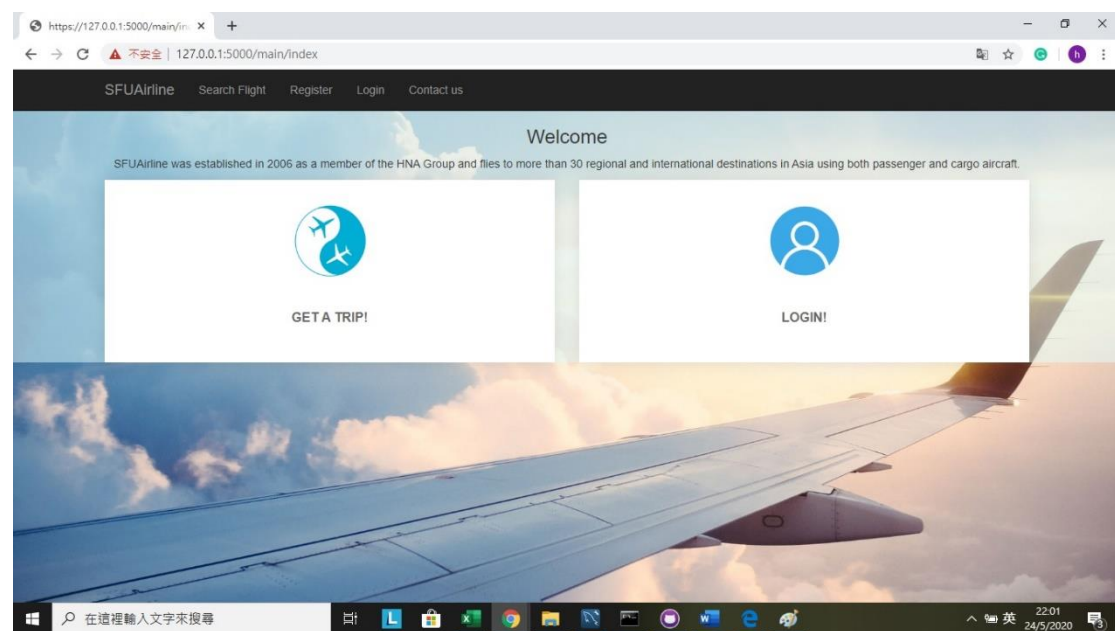 https://127.0.0.1:5000/main/in
不安全 | 127.0.0.1:5000/main/index
h
SFUAirline Search Flight Register Login Contact us
Welcome
SFUAirline was established in 2006 as a member of the HNA Group and flies to more than 30 regional and international destinations in Asia using both passenger and cargo aircraft.
GET A TRIP! LOGIN!
在這裡輸入文字來搜尋
L
英
22:01
24/5/2020
3